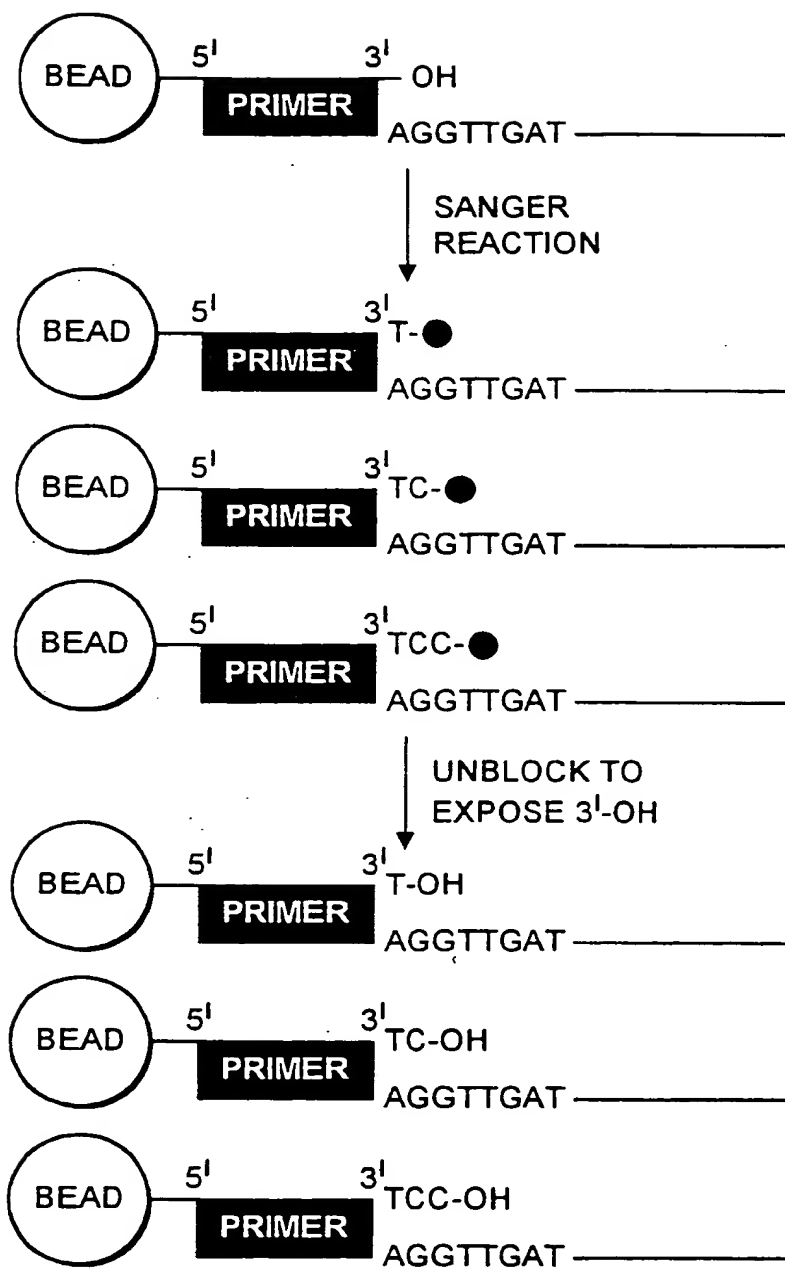 5' 3'
BEAD OH
PRIMER
AGGTTGAT
SANGER
REACTION
5' 3'
BEAD T-
PRIMER
AGGTTGAT
5' 3'
BEAD TC-
PRIMER
AGGTTGAT
5' 3'
BEAD TCC-
PRIMER
AGGTTGAT
UNBLOCK TO
EXPOSE 3'-OH
5' 3'
BEAD T-OH
PRIMER
AGGTTGAT
5' 3'
BEAD TC-OH
PRIMER
AGGTTGAT
5' 3'
BEAD TCC-OH
PRIMER
AGGTTGAT